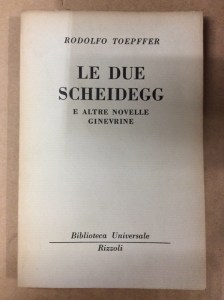 RODOLFO TOEPFFER
LE DUE
SCHEIDEGG
E ALTRE NOVELLE
GINEVRINE
Biblioteca Universale
Rizzoli